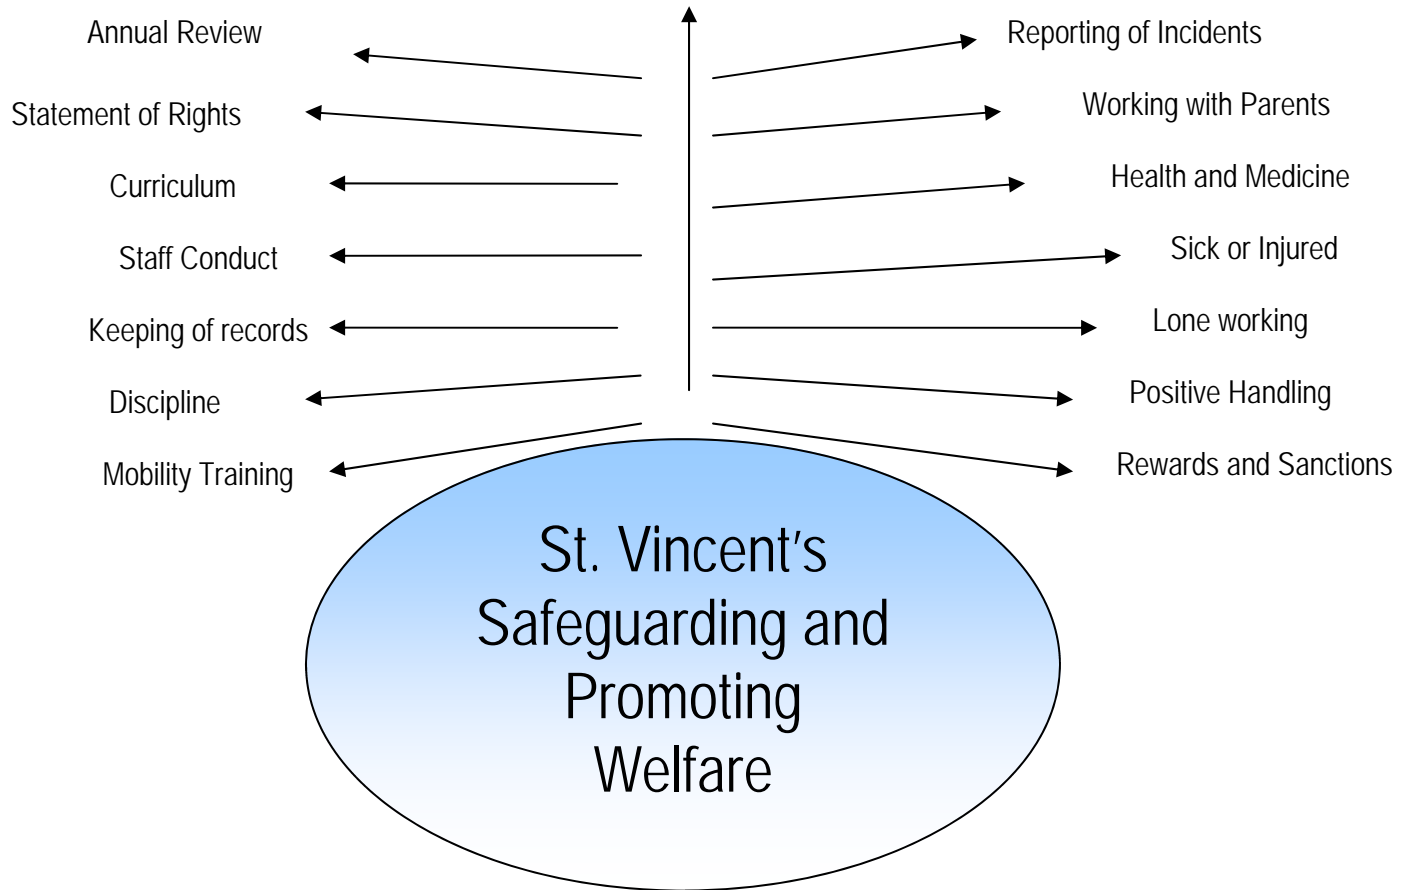 Annual Review
Reporting of Incidents
Statement of Rights
Working with Parents
Curriculum
Health and Medicine
Staff Conduct
Sick or Injured
Keeping of records
Lone working
Discipline
Positive Handling
Mobility Training
Rewards and Sanctions
St. Vincent's
Safeguarding and
Promoting
Welfare